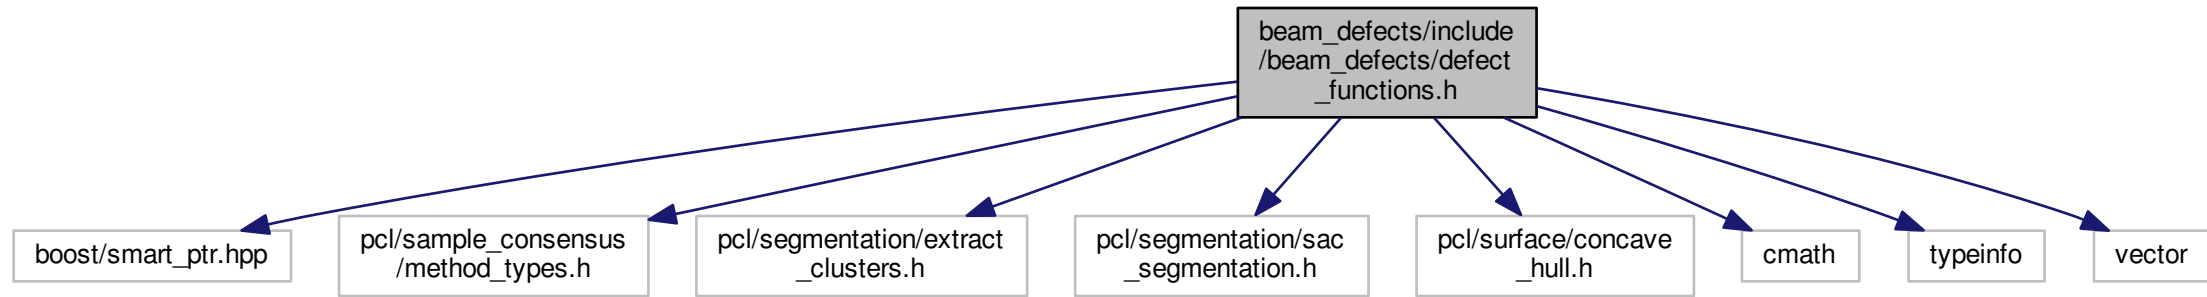 beam_defects/include
/beam_defects/defect
_functions.h
boost/smart_ptr.hpp
pcl/sample_consensus
/method_types.h
pcl/segmentation/extract
_clusters.h
pcl/segmentation/sac
_segmentation.h
pcl/surface/concave
_hull.h
cmath
typeinfo
vector